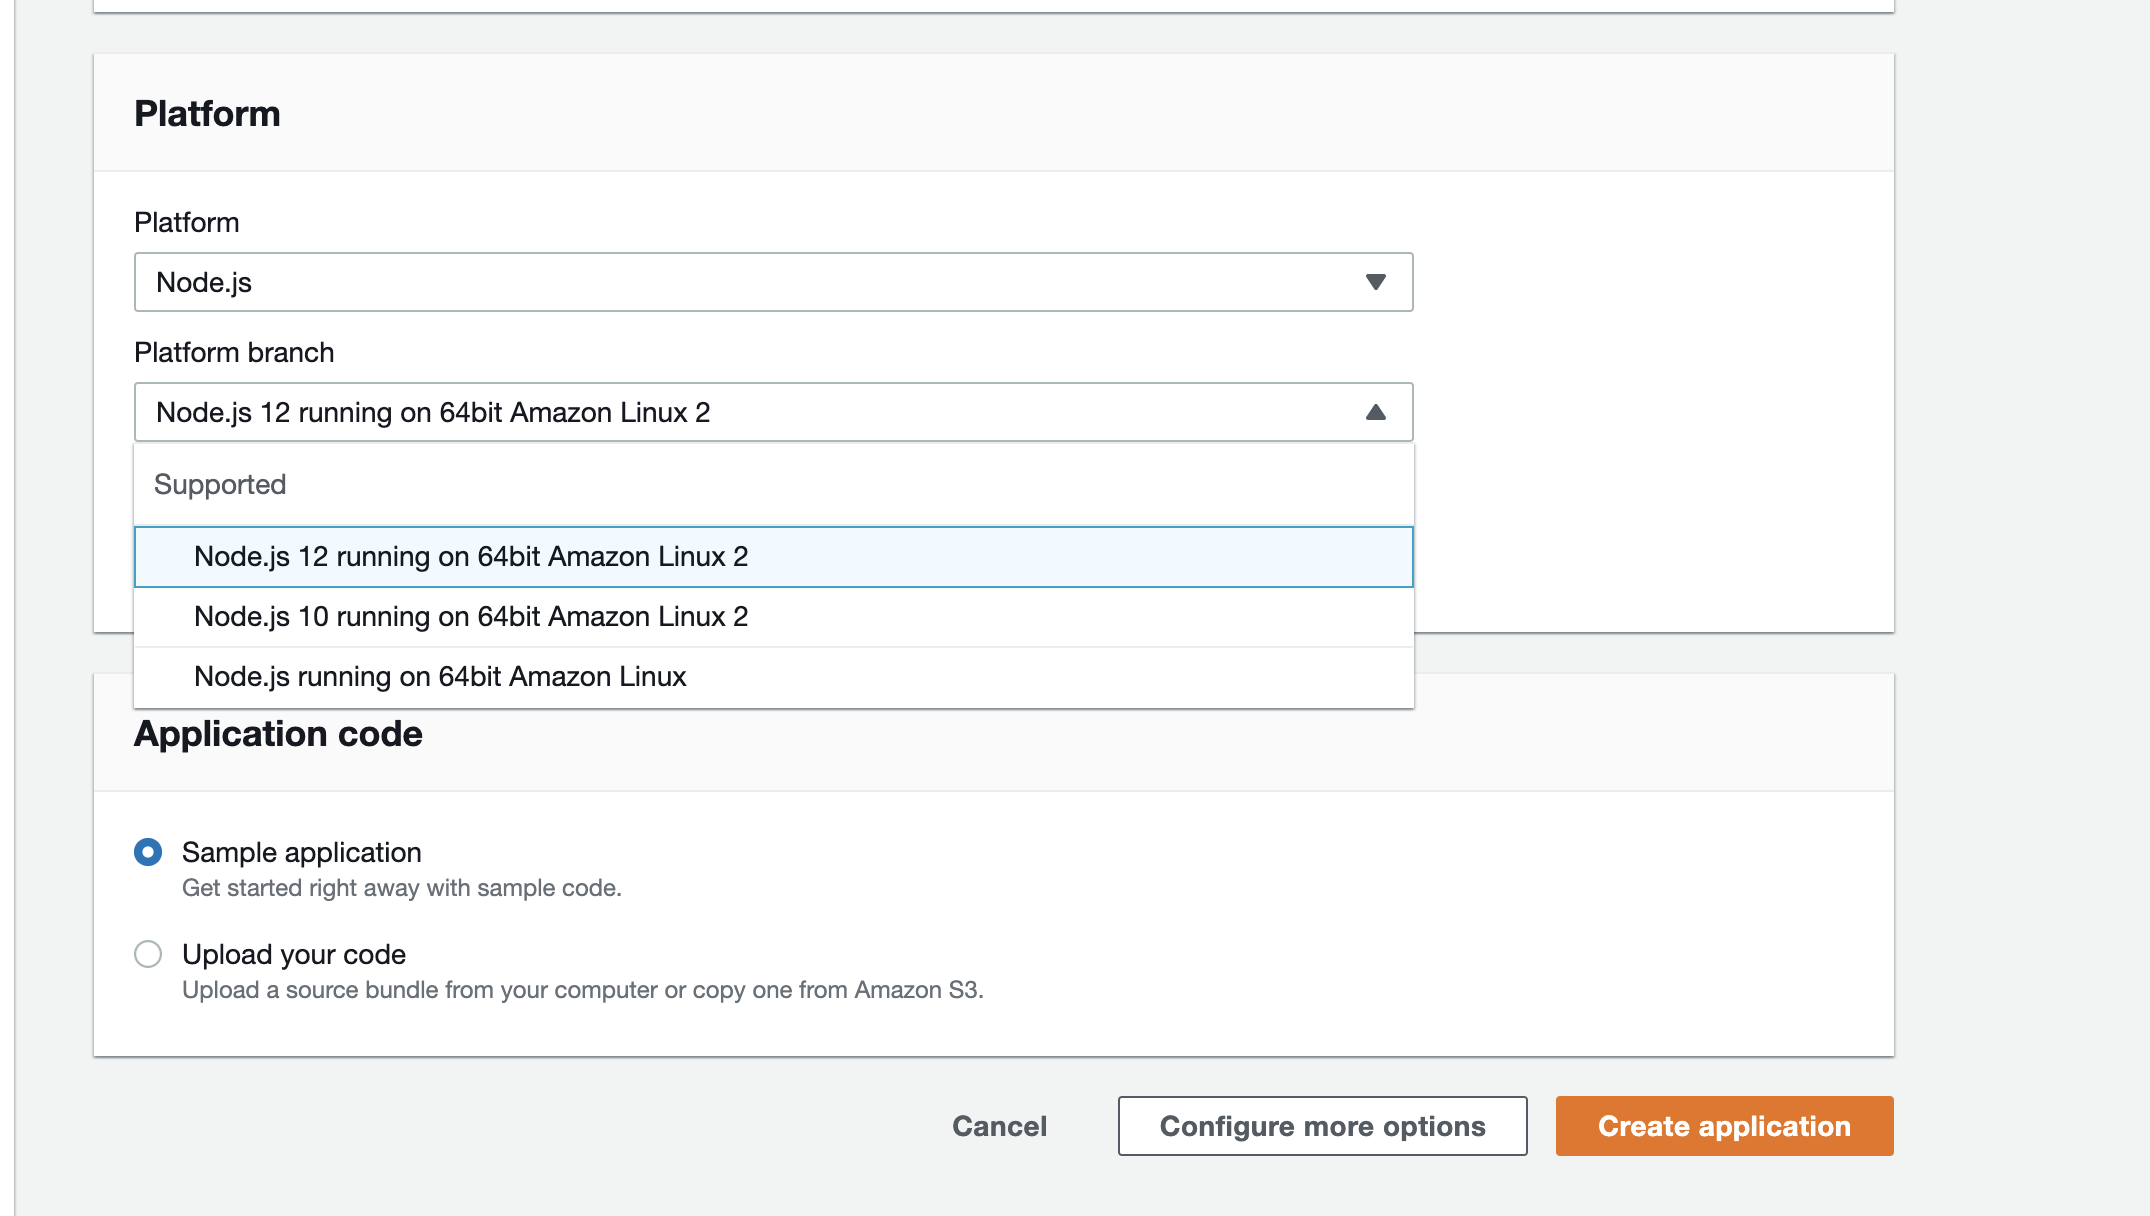 Platform
Platform
Node.js
Platform branch
Node.js 12 running on 64bit Amazon Linux 2
Supported
Node.js 12 running on 64bit Amazon Linux 2
Node.js 10 running on 64bit Amazon Linux 2
Node.js running on 64bit Amazon Linux
Application code
Sample application
Get started right away with sample code.
Upload your code
Upload a source bundle from your computer or copy one from Amazon S3.
Cancel
Configure more options
Create application